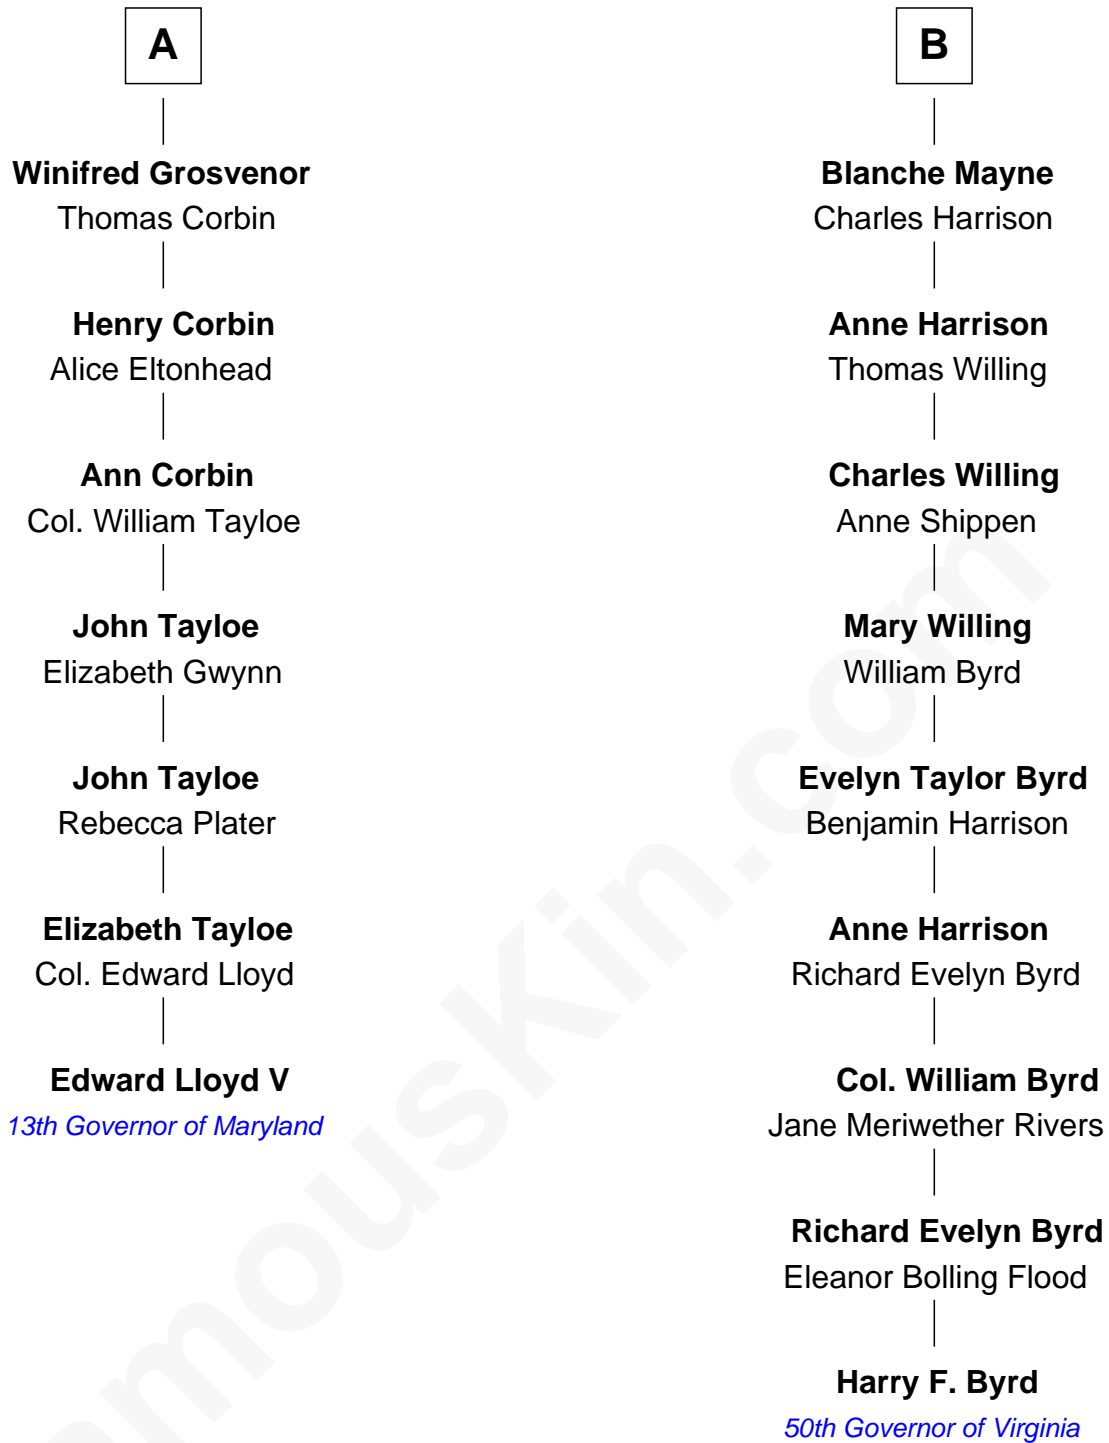 A
Winifred Grosvenor
Thomas Corbin
Henry Corbin
Alice Eltonhead
Ann Corbin
Col. William Tayloe
John Tayloe
Elizabeth Gwynn
John Tayloe
Rebecca Plater
Elizabeth Tayloe
Col. Edward Lloyd
Edward Lloyd V
13th Governor of Maryland
B
Blanche Mayne
Charles Harrison
Anne Harrison
Thomas Willing
Charles Willing
Anne Shippen
Mary Willing
William Byrd
Evelyn Taylor Byrd
Benjamin Harrison
Anne Harrison
Richard Evelyn Byrd
Col. William Byrd
Jane Meriwether Rivers
Richard Evelyn Byrd
Eleanor Bolling Flood
Harry F. Byrd
50th Governor of Virginia
amouskin.com